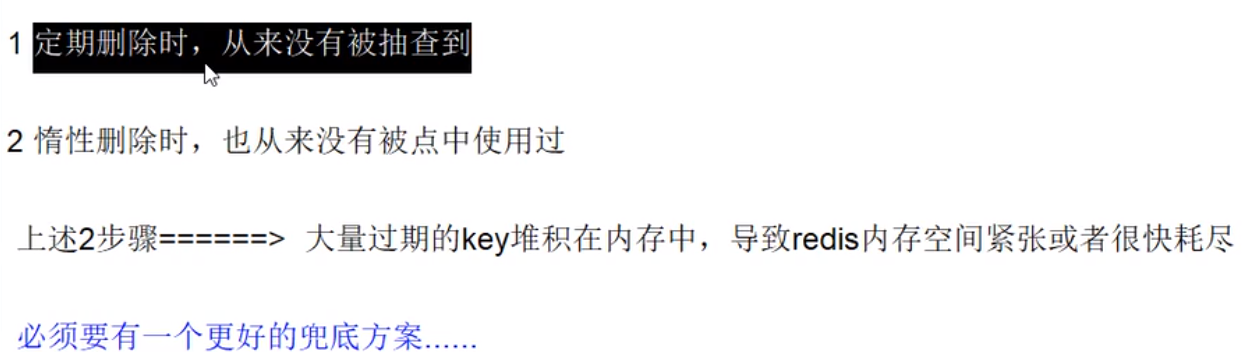 1 定期删除时，从来没有被抽查到
2 惰性删除时，也从来没有被点中使用过
上述2步骤======> 大量过期的key堆积在内存中，导致redis内存空间紧张或者很快耗尽
必须要有一个更好的兜底方案......